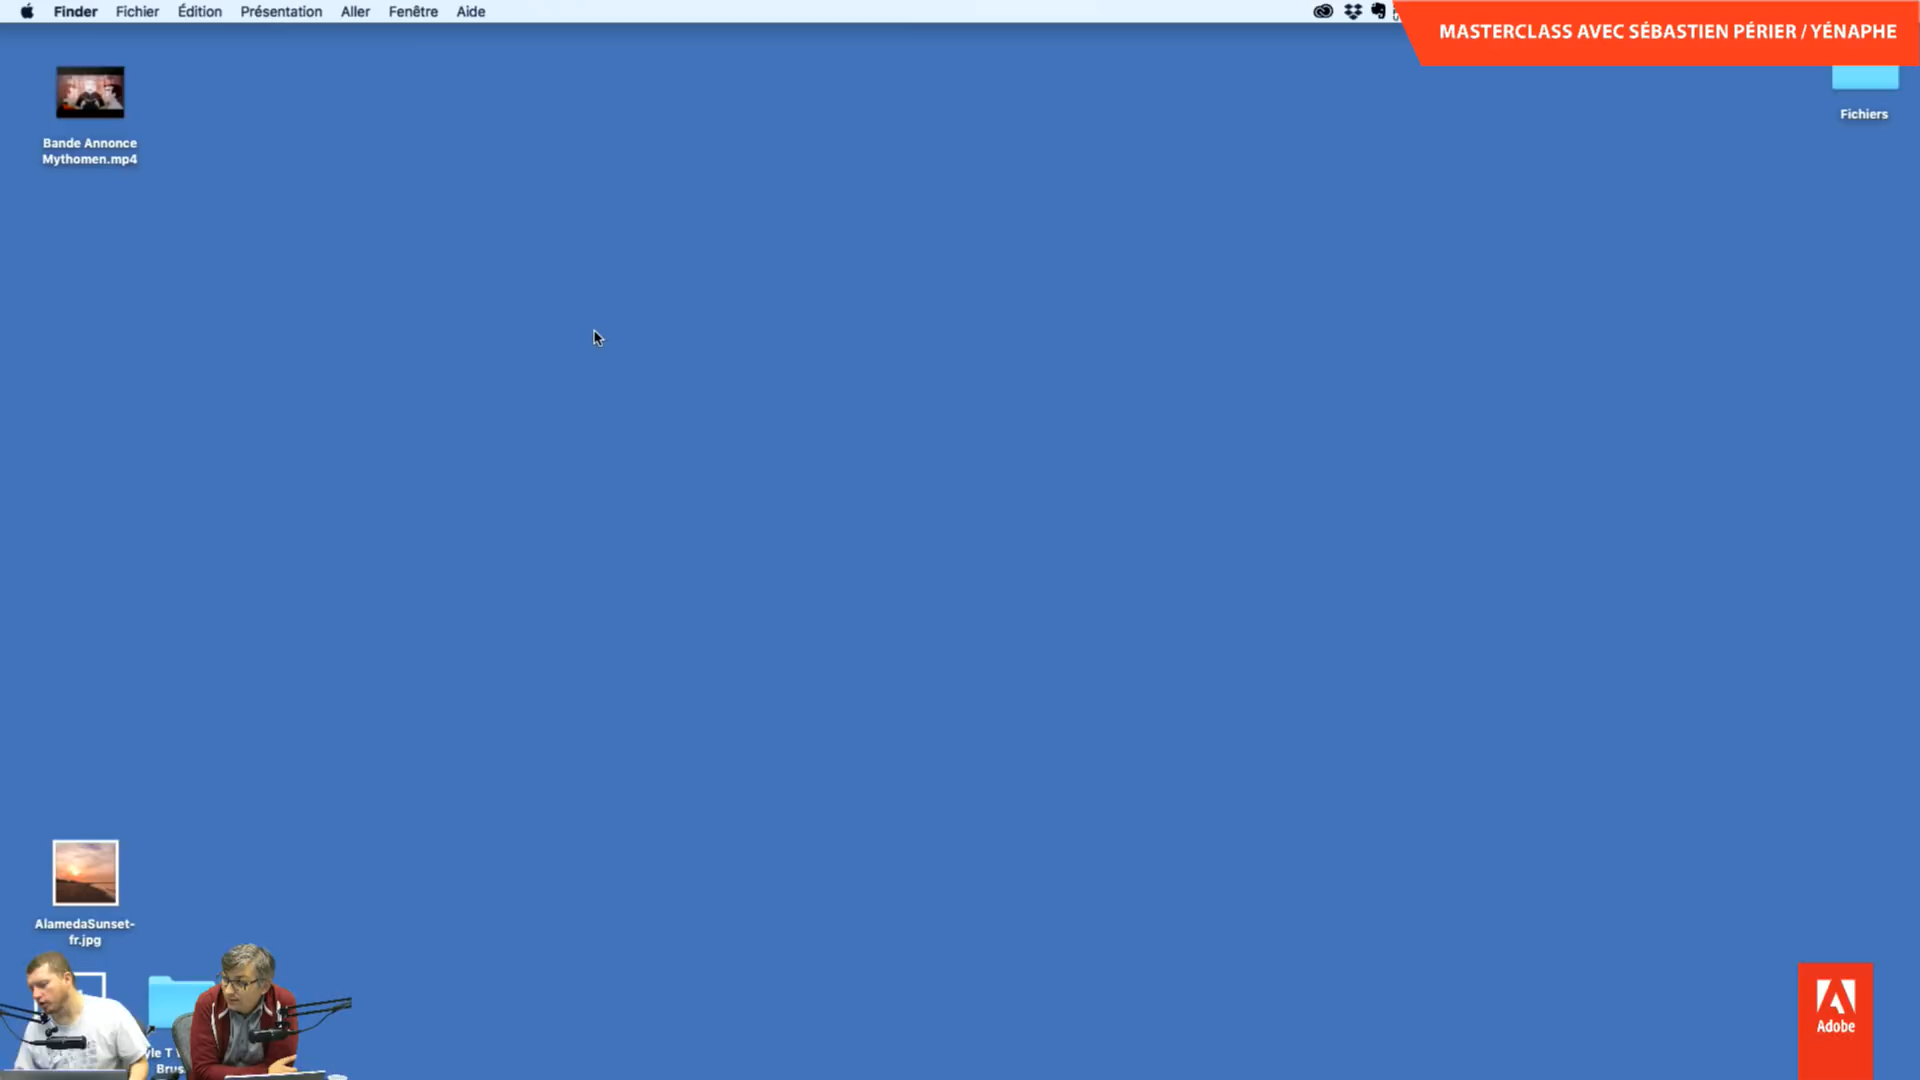 Finder Fichier Édition Présentation Aller Fenêtre Aide
MASTERCLASS AVEC SÉBASTIEN PÉRIER / YÉNAPHE
Bande Annonce
Mythomen.mp4
Fichiers
AlamedaSunset-
fr.jpg
Adobe